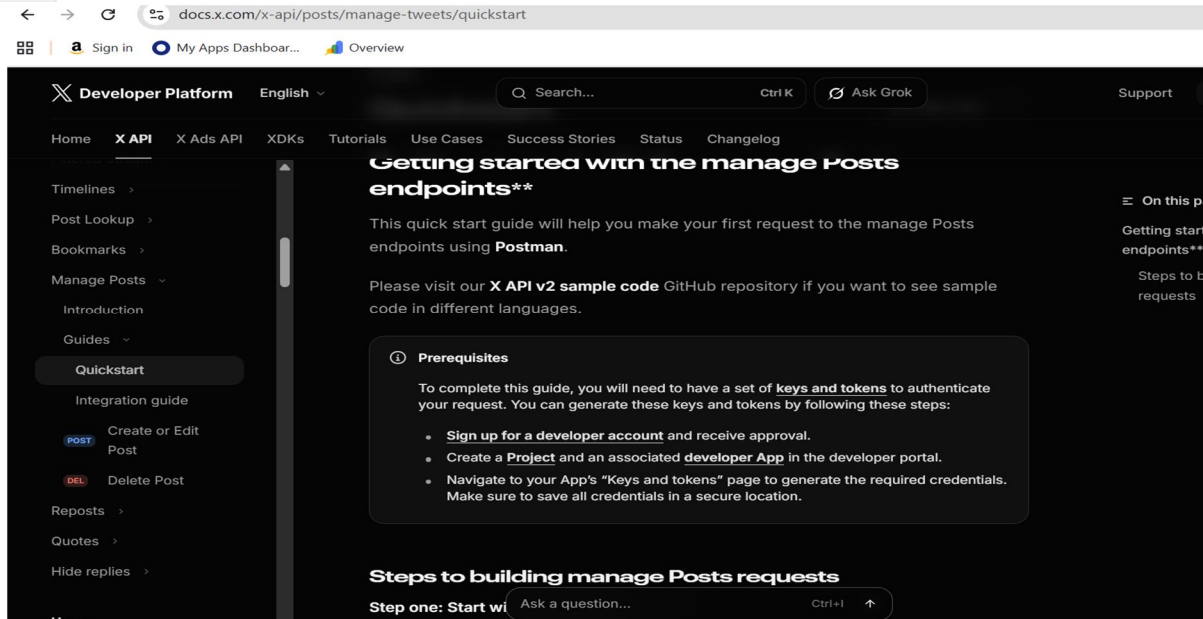 docs.x.com/x-api/posts/manage-tweets/quickstart
a Sign in My Apps Dashboar... Overview
Developer Platform English Search... Ctrl K Ask Grok Support
Home X API X Ads API XDKs Tutorials Use Cases Success Stories Status Changelog
Timelines
Post Lookup
Bookmarks
Manage Posts
Introduction
Guides
Quickstart
Integration guide
POST Create or Edit
Post
DEL Delete Post
Reposts
Quotes
Hide replies
Getting started with the manage Posts
endpoints**
This quick start guide will help you make your first request to the manage Posts
endpoints using Postman.
Please visit our X API v2 sample code GitHub repository if you want to see sample
code in different languages.
Prerequisites
To complete this guide, you will need to have a set of keys and tokens to authenticate
your request. You can generate these keys and tokens by following these steps:
Sign up for a developer account and receive approval.
Create a Project and an associated developer App in the developer portal.
Navigate to your App's “Keys and tokens” page to generate the required credentials.
Make sure to save all credentials in a secure location.
Steps to building manage Posts requests
Step one: Start wi
Ask a question... Ctrl+I
On this p
Getting start
endpoints**
Steps to b
requests